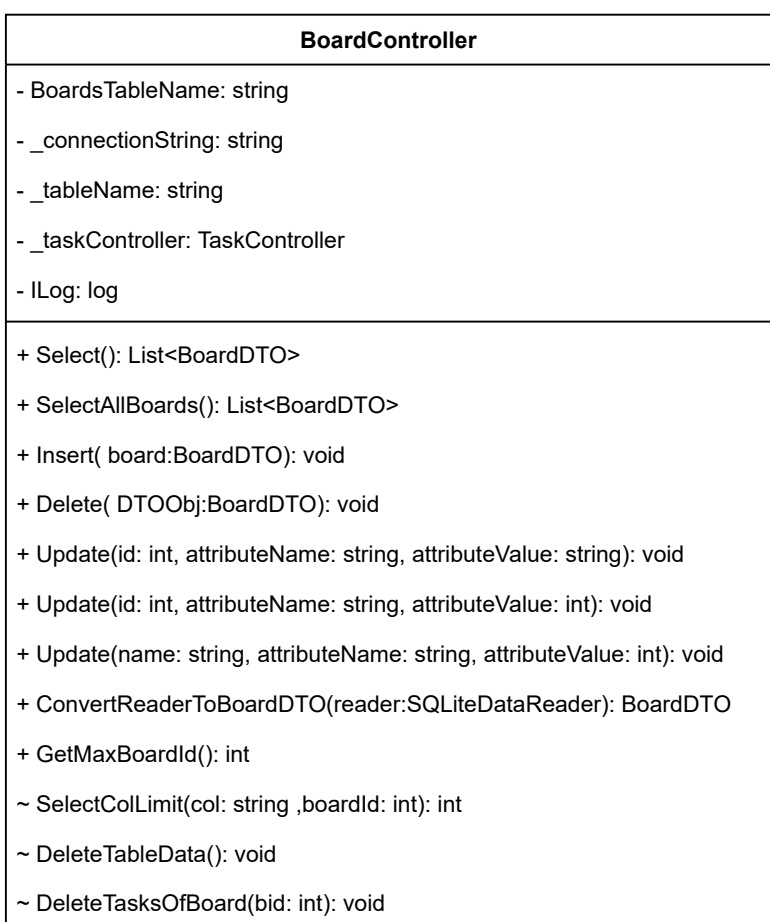 BoardController
- BoardsTableName: string
- _connectionString: string
- _tableName: string
- _taskController: TaskController
- ILog: log
+ Select(): List<BoardDTO>
+ SelectAllBoards(): List<BoardDTO>
+ Insert( board:BoardDTO): void
+ Delete( DTOObj:BoardDTO): void
+ Update(id: int, attributeName: string, attributeValue: string): void
+ Update(id: int, attributeName: string, attributeValue: int): void
+ Update(name: string, attributeName: string, attributeValue: int): void
+ ConvertReaderToBoardDTO(reader:SQLiteDataReader): BoardDTO
+ GetMaxBoardId(): int
~ SelectColLimit(col: string ,boardId: int): int
~ DeleteTableData(): void
~ DeleteTasksOfBoard(bid: int): void